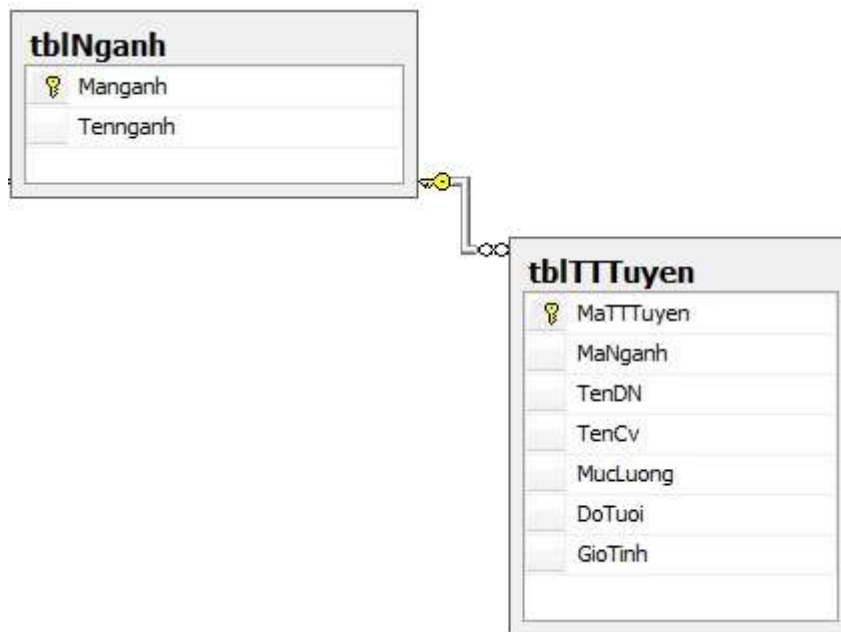 tblNganh
Manganh
Tennganh
tblTTTuyen
MaTTTuyen
MaNganh
TenDN
TenCv
MucLuong
DoTuoi
GioTinh